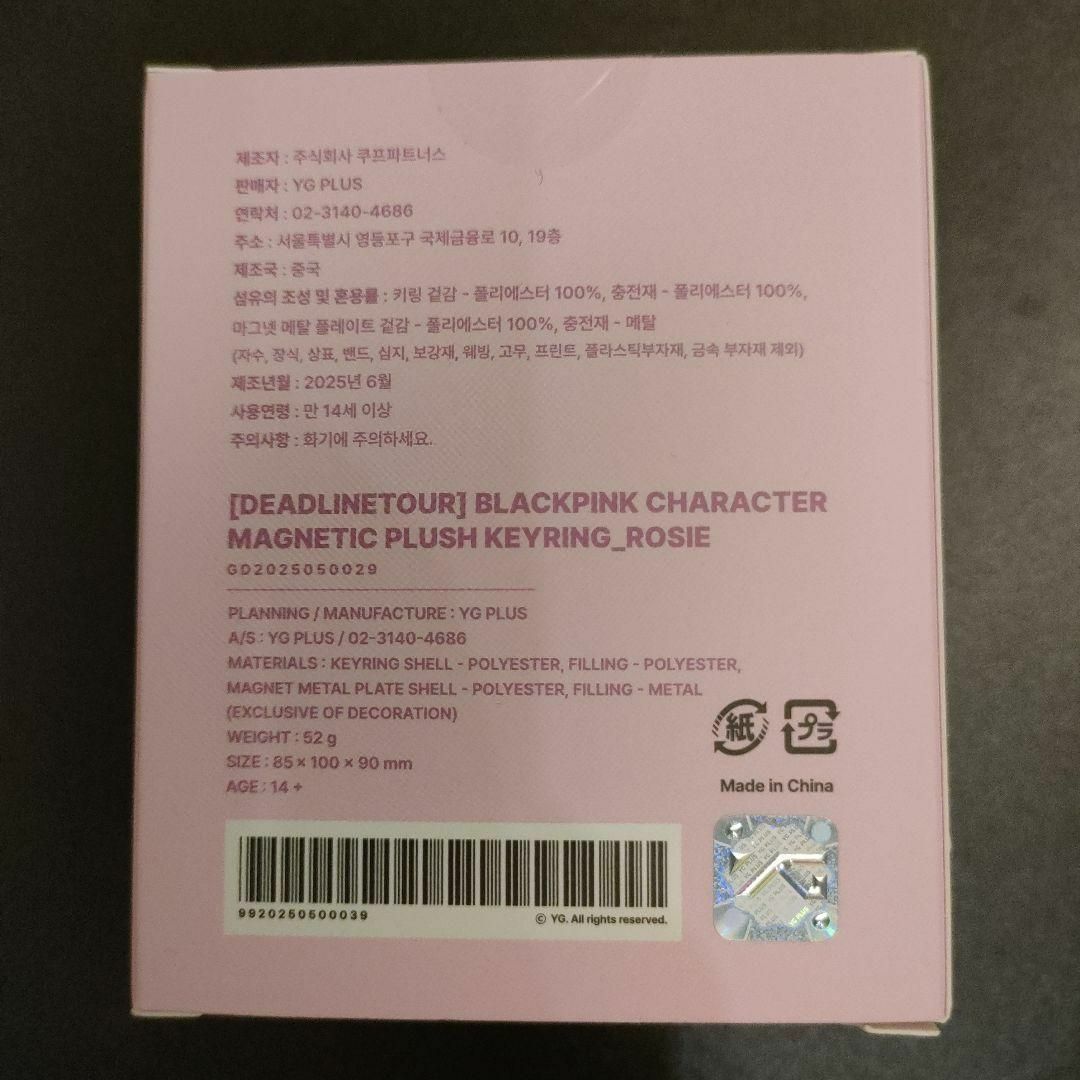 제조자 : 주식회사 쿠프파트너스
판매자 : YG PLUS
연락처 : 02-3140-4686
주소 : 서울특별시 영등포구 국제금융로 10, 19층
제조국 : 중국
섬유의 조성 및 혼용률 : 키링 겉감 - 폴리에스터 100%, 충전재 - 폴리에스터 100%,
마그넷 메탈 플레이트 겉감 - 폴리에스터 100%, 충전재 - 메탈
(자수, 장식, 상표, 밴드, 심지, 보강재, 웨빙, 고무, 프린트, 플라스틱부자재, 금속 부자재 제외)
제조년월 : 2025년 6월
사용연령 : 만 14세 이상
주의사항 : 화기에 주의하세요.
[DEADLINETOUR] BLACKPINK CHARACTER
MAGNETIC PLUSH KEYRING_ROSIE
GD2025050029
PLANNING / MANUFACTURE : YG PLUS
A/S : YG PLUS / 02-3140-4686
MATERIALS : KEYRING SHELL - POLYESTER, FILLING - POLYESTER,
MAGNET METAL PLATE SHELL - POLYESTER, FILLING - METAL
(EXCLUSIVE OF DECORATION)
WEIGHT : 52 g
SIZE : 85 × 100 × 90 mm
AGE : 14 +
紙 プラ
Made in China
9920250500039
© YG. All rights reserved.
YG PLUS